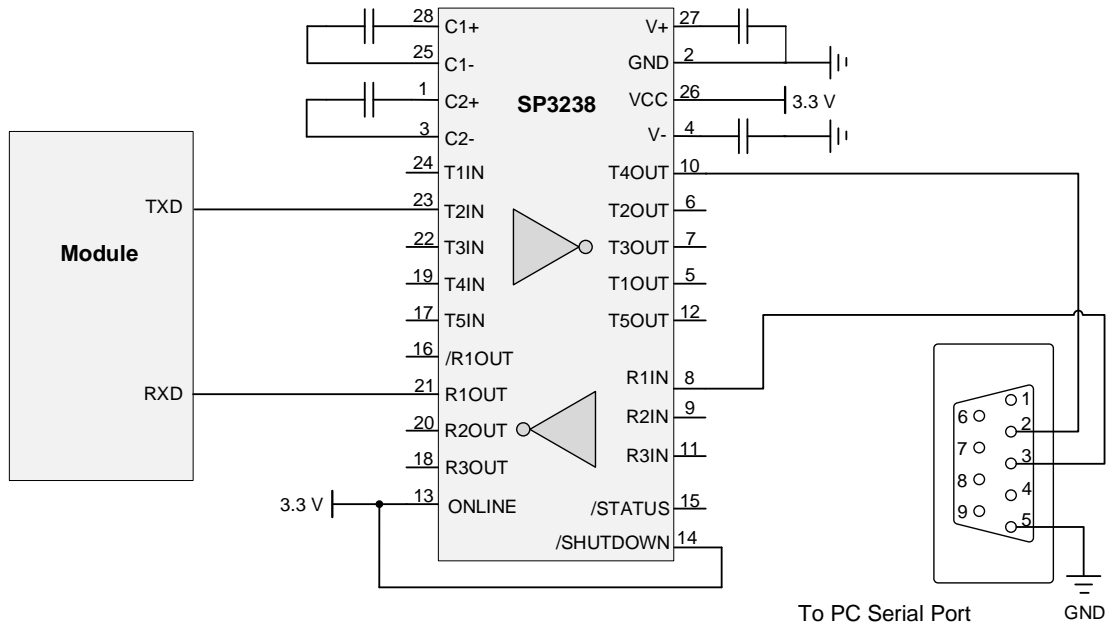 28 C1+
25 C1-
1 C2+
3 C2-
24 T1IN
TXD 23 T2IN
22 T3IN
19 T4IN
17 T5IN
16 /R1OUT
RXD 21 R1OUT
20 R2OUT
18 R3OUT
3.3 V 13 ONLINE
Module
SP3238
V+ 27
GND 2
VCC 26 3.3 V
V- 4
T4OUT 10
T2OUT 6
T3OUT 7
T1OUT 5
T5OUT 12
R1IN 8
R2IN 9
R3IN 11
/STATUS 15
/SHUTDOWN 14
1
6
2
7
3
8
4
9
5
To PC Serial Port
GND